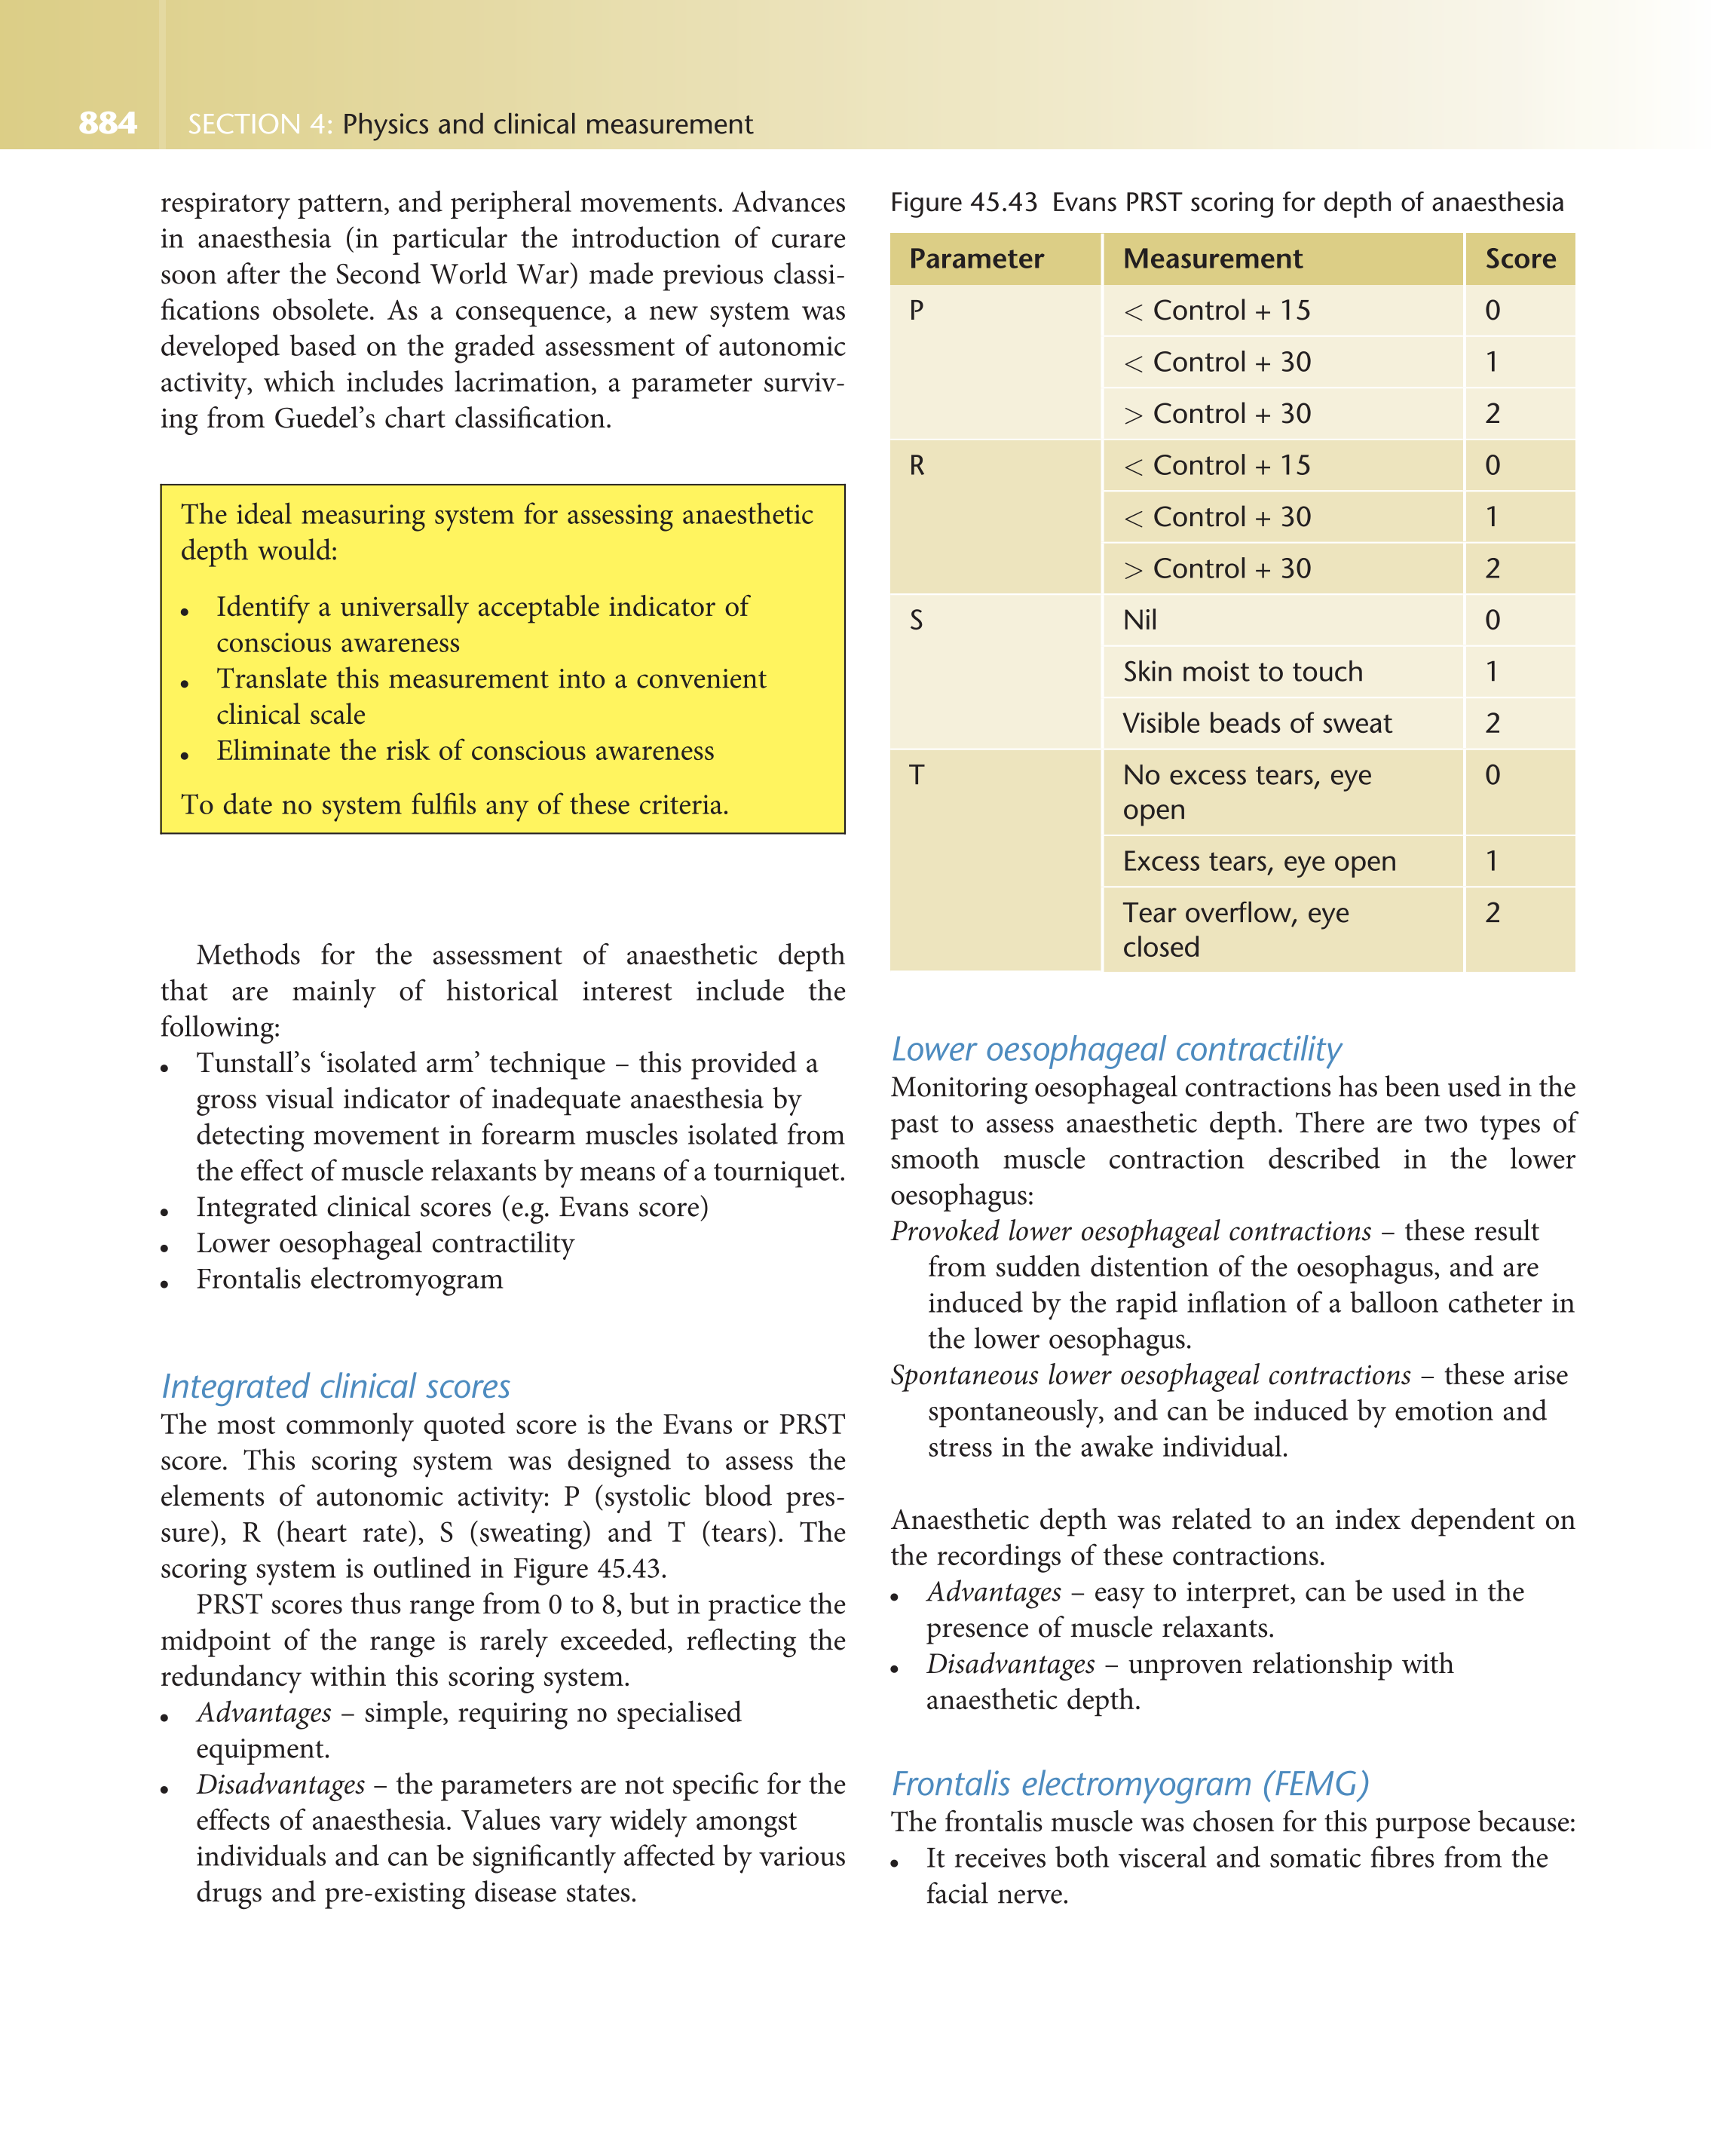 884 SECTION 4: Physics and clinical measurement
respiratory pattern, and peripheral movements. Advances
in anaesthesia (in particular the introduction of curare
soon after the Second World War) made previous classi-
fications obsolete. As a consequence, a new system was
developed based on the graded assessment of autonomic
activity, which includes lacrimation, a parameter surviv-
ing from Guedel’s chart classification.
The ideal measuring system for assessing anaesthetic
depth would:
• Identify a universally acceptable indicator of
conscious awareness
• Translate this measurement into a convenient
clinical scale
• Eliminate the risk of conscious awareness
To date no system fulfils any of these criteria.
Methods for the assessment of anaesthetic depth
that are mainly of historical interest include the
following:
• Tunstall’s ‘isolated arm’ technique – this provided a
gross visual indicator of inadequate anaesthesia by
detecting movement in forearm muscles isolated from
the effect of muscle relaxants by means of a tourniquet.
• Integrated clinical scores (e.g. Evans score)
• Lower oesophageal contractility
• Frontalis electromyogram
Integrated clinical scores
The most commonly quoted score is the Evans or PRST
score. This scoring system was designed to assess the
elements of autonomic activity: P (systolic blood pres-
sure), R (heart rate), S (sweating) and T (tears). The
scoring system is outlined in Figure 45.43.
PRST scores thus range from 0 to 8, but in practice the
midpoint of the range is rarely exceeded, reflecting the
redundancy within this scoring system.
• Advantages – simple, requiring no specialised
equipment.
• Disadvantages – the parameters are not specific for the
effects of anaesthesia. Values vary widely amongst
individuals and can be significantly affected by various
drugs and pre-existing disease states.
Figure 45.43 Evans PRST scoring for depth of anaesthesia
Parameter Measurement Score
P < Control + 15 0
< Control + 30 1
> Control + 30 2
R < Control + 15 0
< Control + 30 1
> Control + 30 2
S Nil 0
Skin moist to touch 1
Visible beads of sweat 2
T No excess tears, eye 0
open
Excess tears, eye open 1
Tear overflow, eye 2
closed
Lower oesophageal contractility
Monitoring oesophageal contractions has been used in the
past to assess anaesthetic depth. There are two types of
smooth muscle contraction described in the lower
oesophagus:
Provoked lower oesophageal contractions – these result
from sudden distention of the oesophagus, and are
induced by the rapid inflation of a balloon catheter in
the lower oesophagus.
Spontaneous lower oesophageal contractions – these arise
spontaneously, and can be induced by emotion and
stress in the awake individual.
Anaesthetic depth was related to an index dependent on
the recordings of these contractions.
• Advantages – easy to interpret, can be used in the
presence of muscle relaxants.
• Disadvantages – unproven relationship with
anaesthetic depth.
Frontalis electromyogram (FEMG)
The frontalis muscle was chosen for this purpose because:
• It receives both visceral and somatic fibres from the
facial nerve.